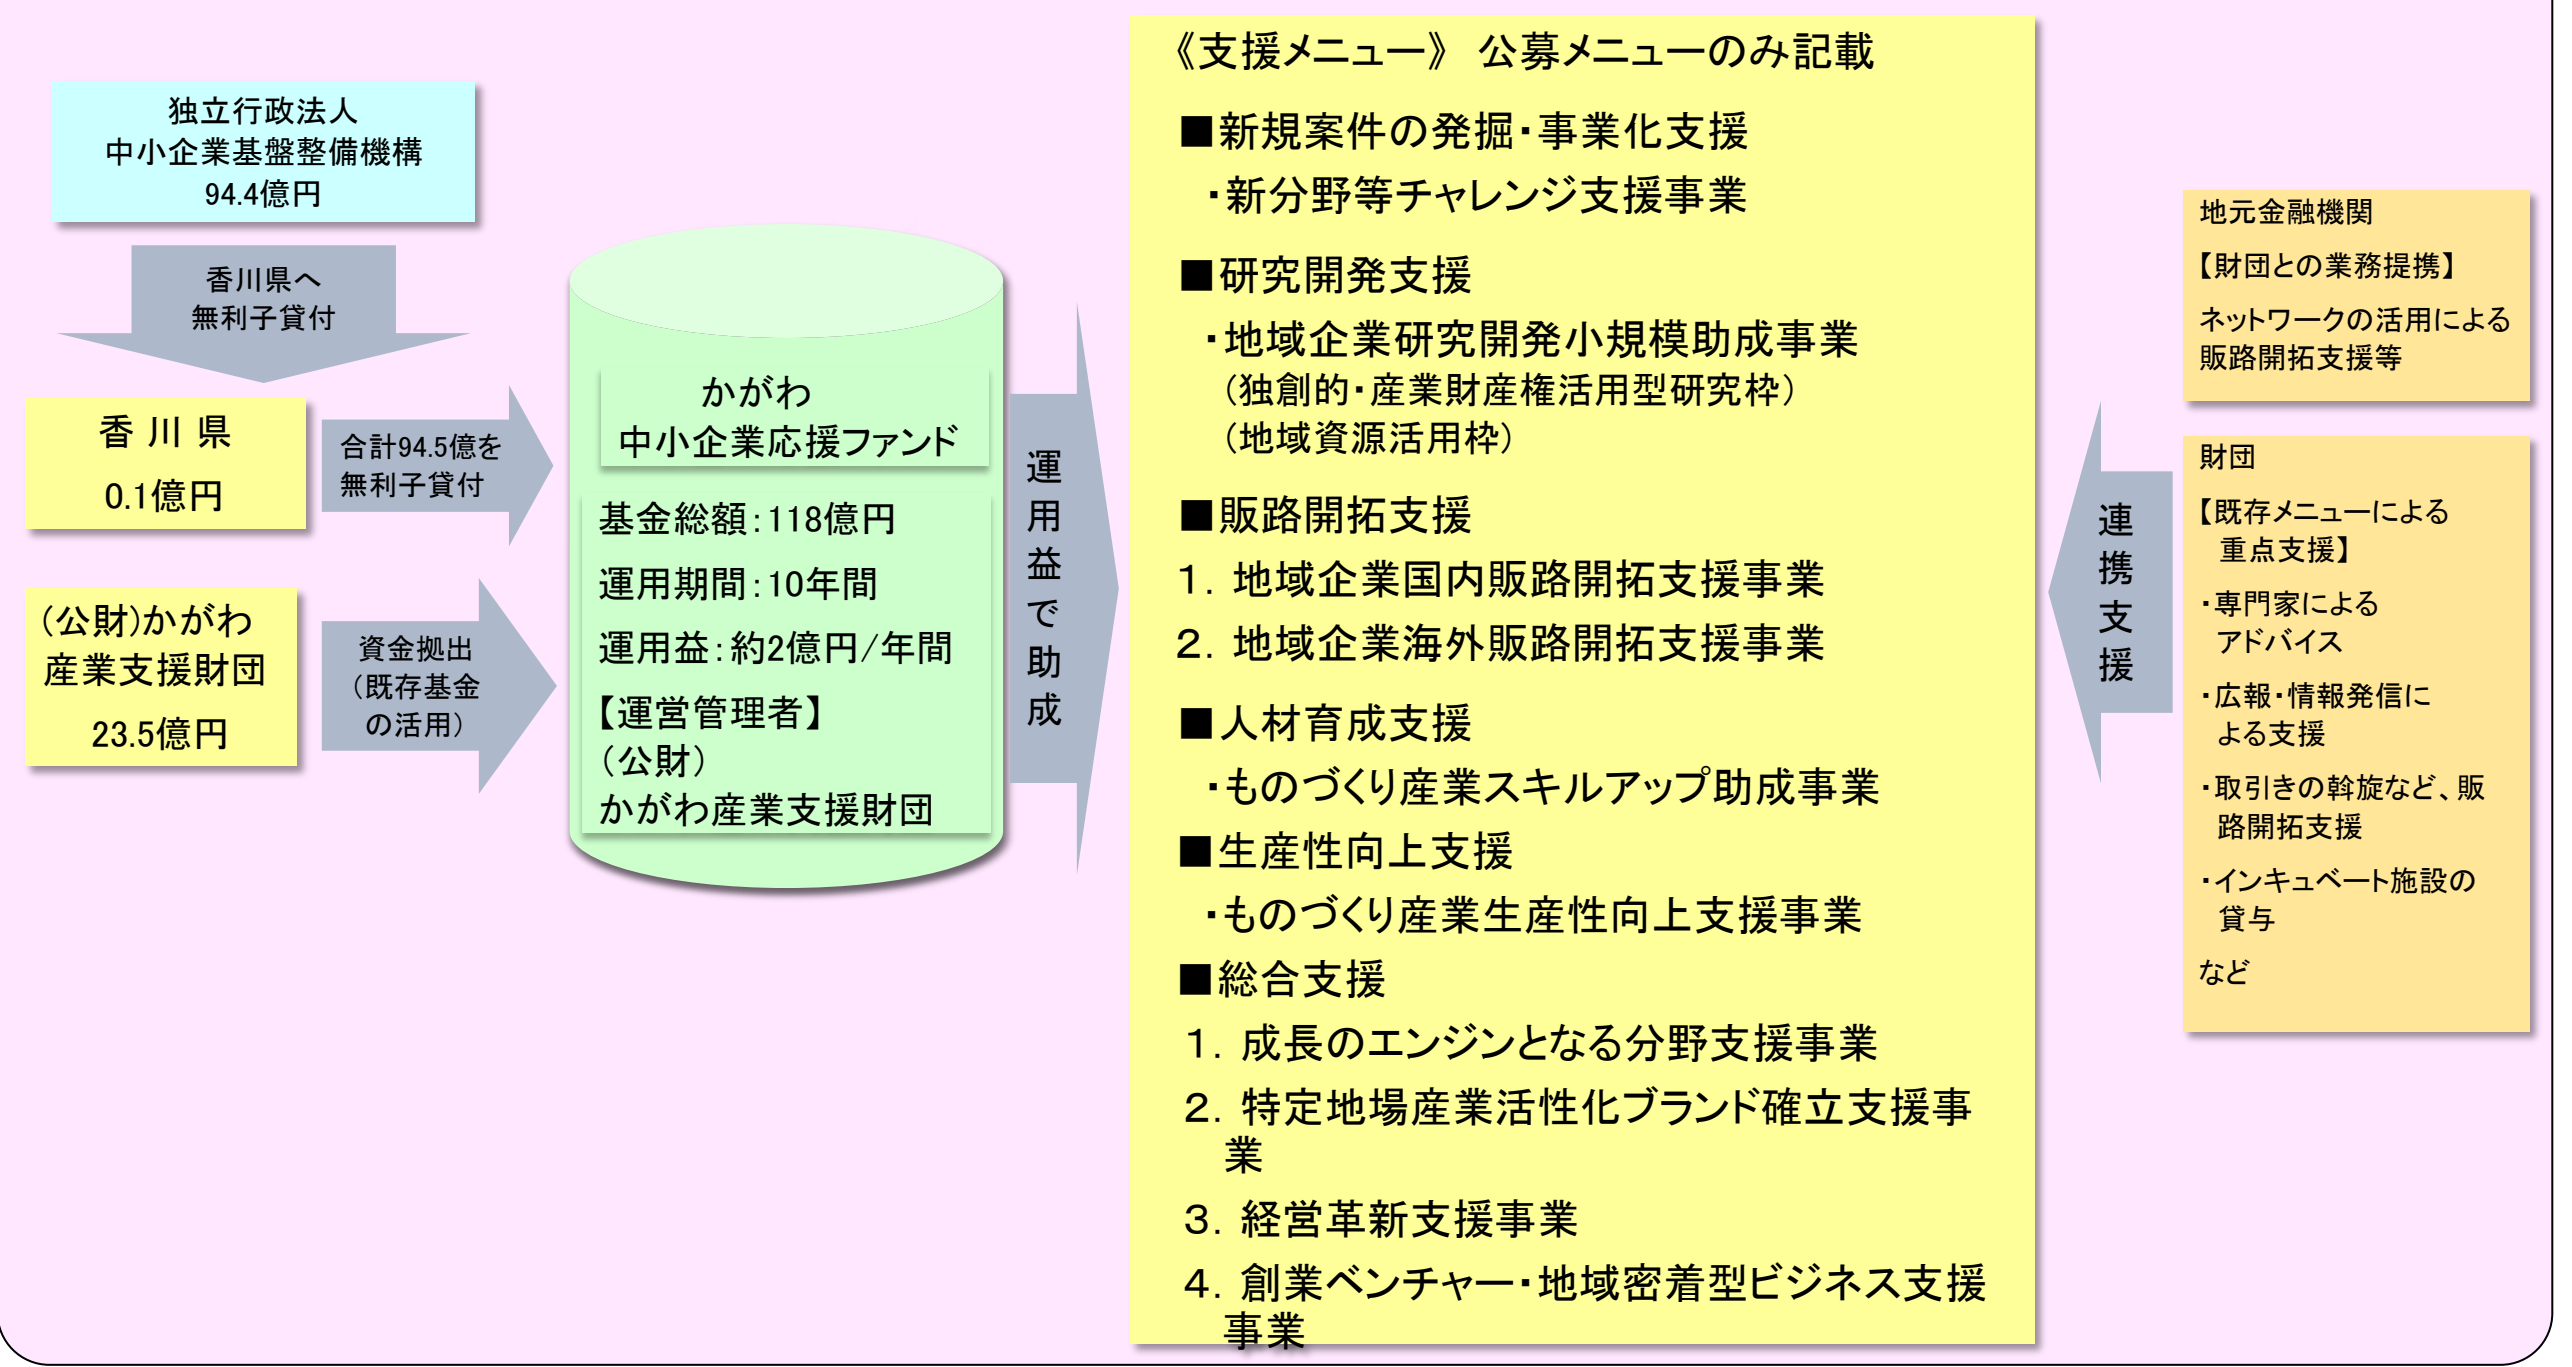 独立行政法人
中小企業基盤整備機構
94.4億円
香川県へ
無利子貸付
香 川 県
0.1億円
合計94.5億を
無利子貸付
(公財)かがわ
産業支援財団
23.5億円
資金拠出
（既存基金
の活用）
かがわ
中小企業応援ファンド
基金総額：118億円
運用期間：10年間
運用益：約2億円/年間
【運営管理者】
（公財）
かがわ産業支援財団
運用益で助成
《支援メニュー》 公募メニューのみ記載
■新規案件の発掘・事業化支援
・新分野等チャレンジ支援事業
■研究開発支援
・地域企業研究開発小規模助成事業
（独創的・産業財産権活用型研究枠）
（地域資源活用枠）
■販路開拓支援
１．地域企業国内販路開拓支援事業
２．地域企業海外販路開拓支援事業
■人材育成支援
・ものづくり産業スキルアップ助成事業
■生産性向上支援
・ものづくり産業生産性向上支援事業
■総合支援
１．成長のエンジンとなる分野支援事業
２．特定地場産業活性化ブランド確立支援事
業
３．経営革新支援事業
４．創業ベンチャー・地域密着型ビジネス支援
事業
連携支援
地元金融機関
【財団との業務提携】
ネットワークの活用による
販路開拓支援等
財団
【既存メニューによる
重点支援】
・専門家による
アドバイス
・広報・情報発信に
よる支援
・取引きの斡旋など、販
路開拓支援
・インキュベート施設の
貸与
など